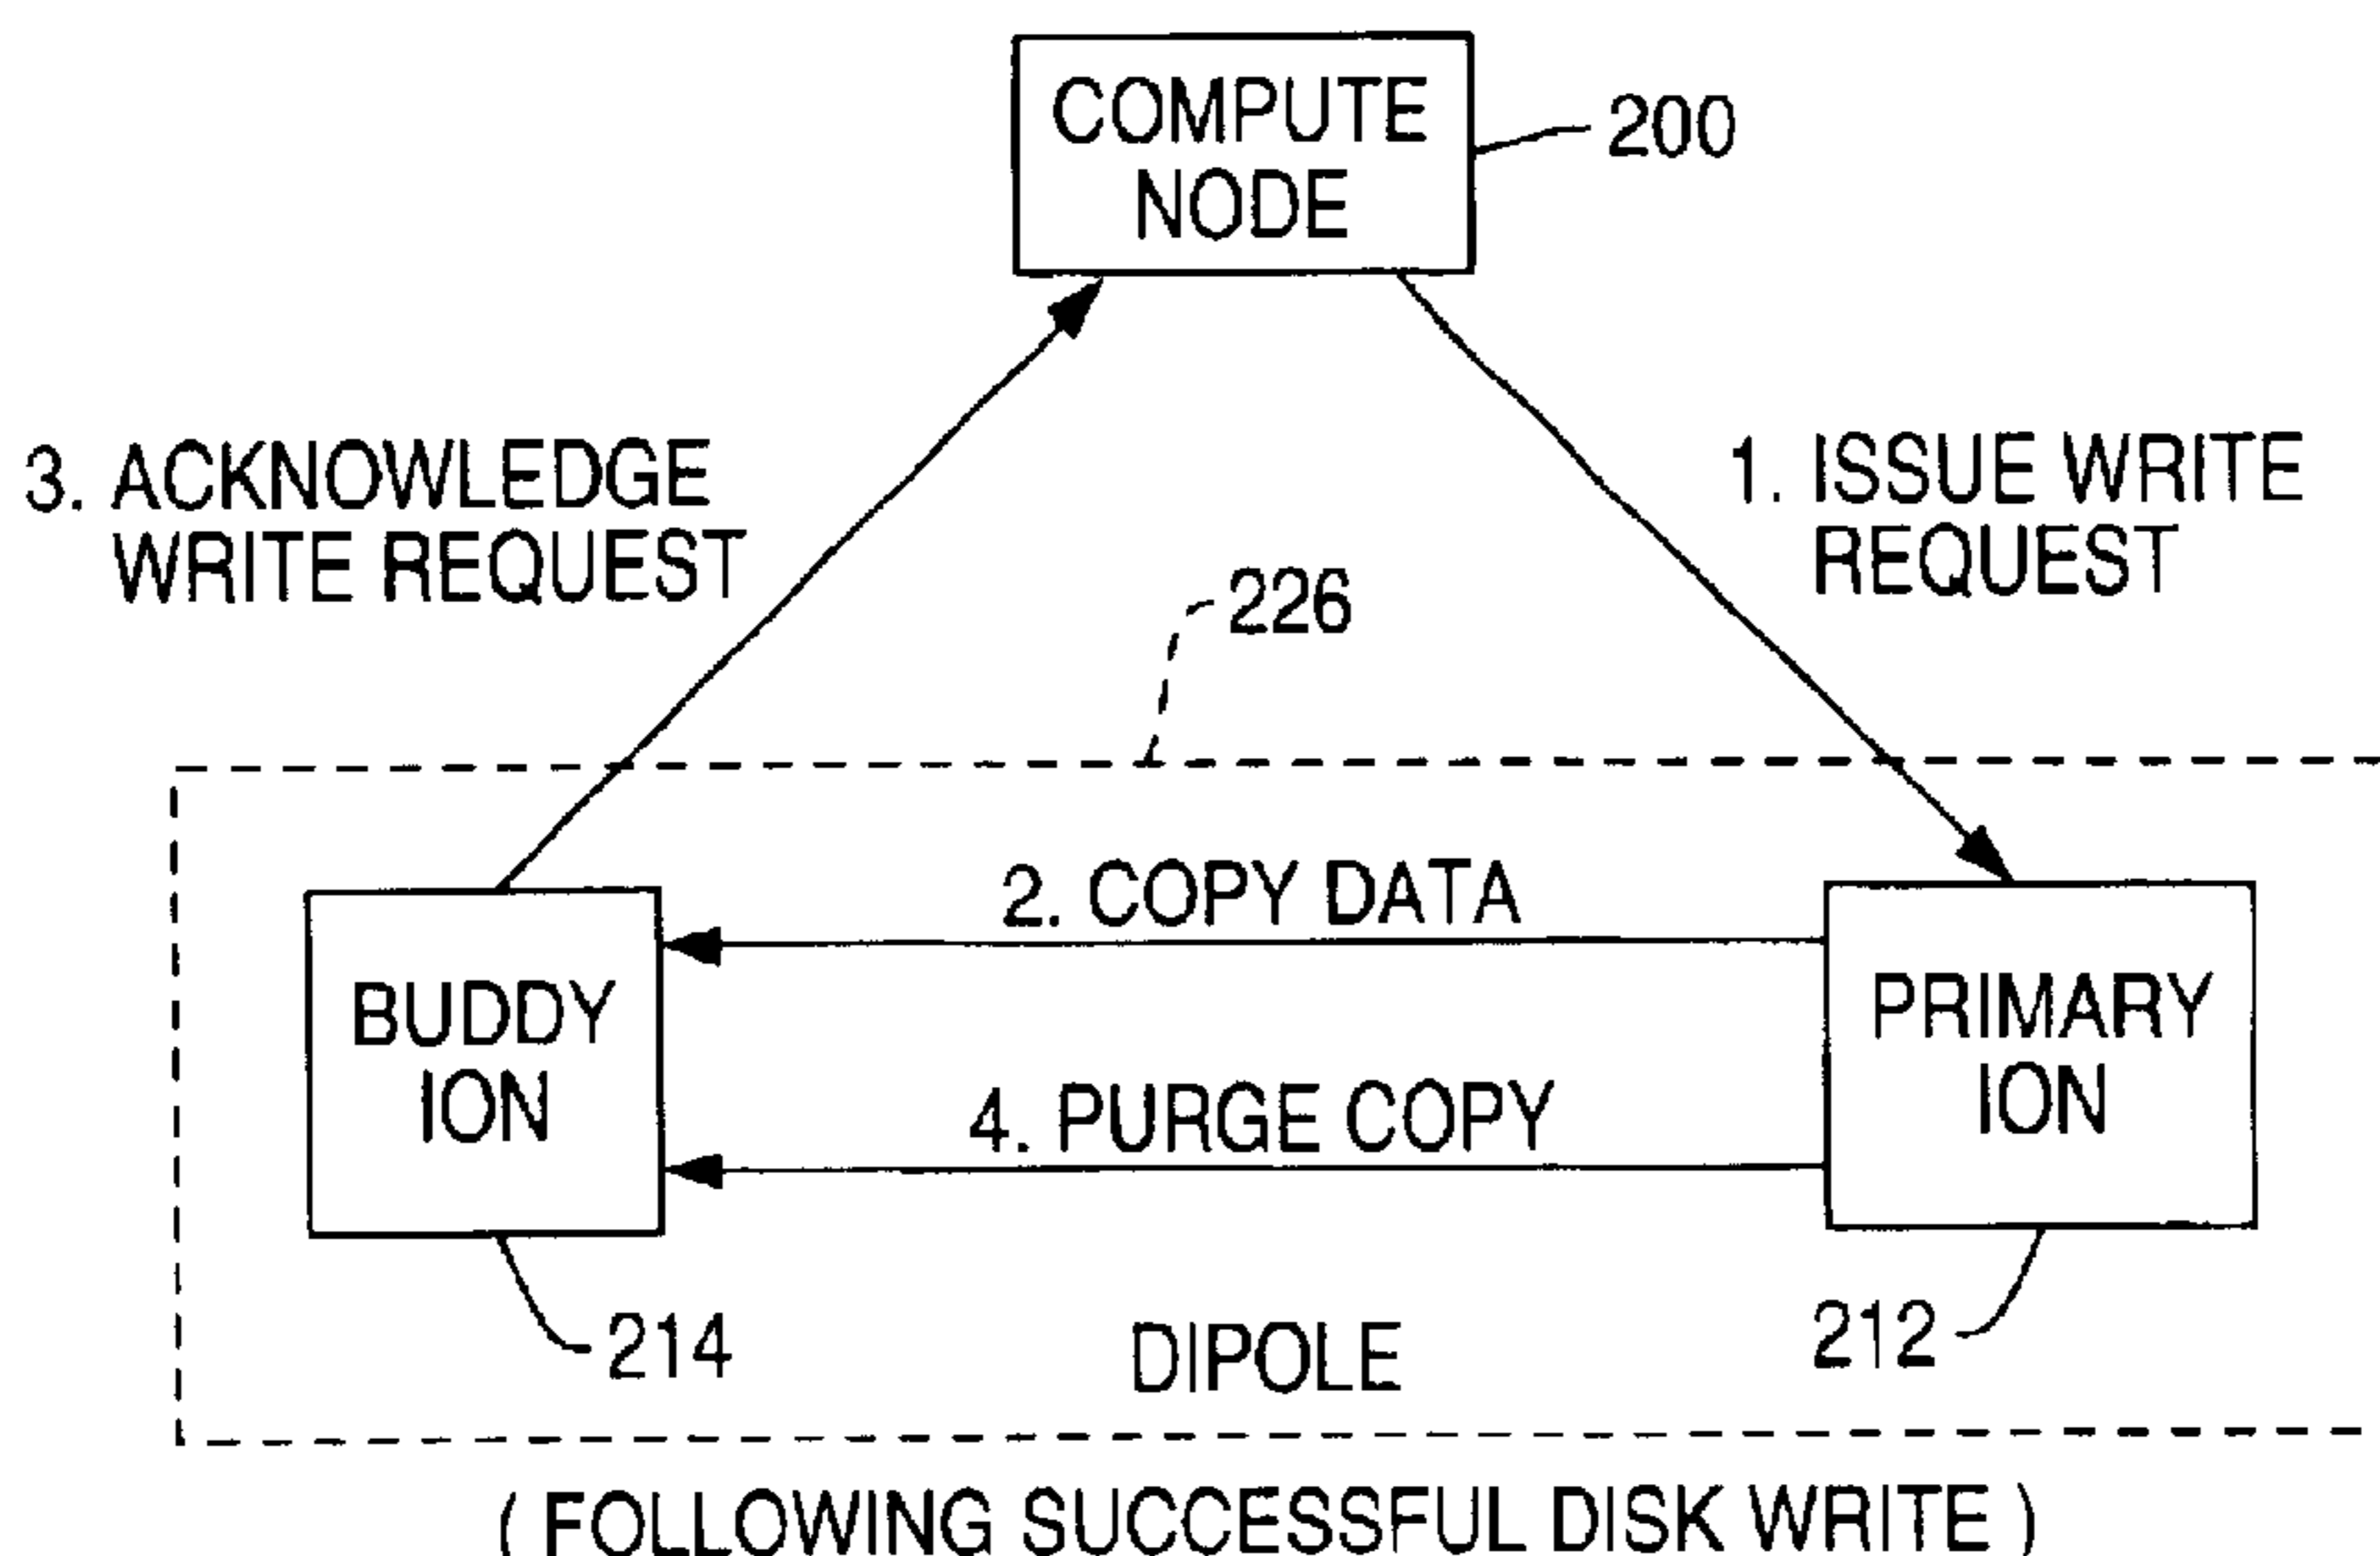 COMPUTE
NODE
200
3. ACKNOWLEDGE
WRITE REQUEST
1. ISSUE WRITE
REQUEST
226
2. COPY DATA
BUDDY
ION
PRIMARY
ION
4. PURGE COPY
214
DIPOLE
212
( FOLLOWING SUCCESSFUL DISK WRITE )